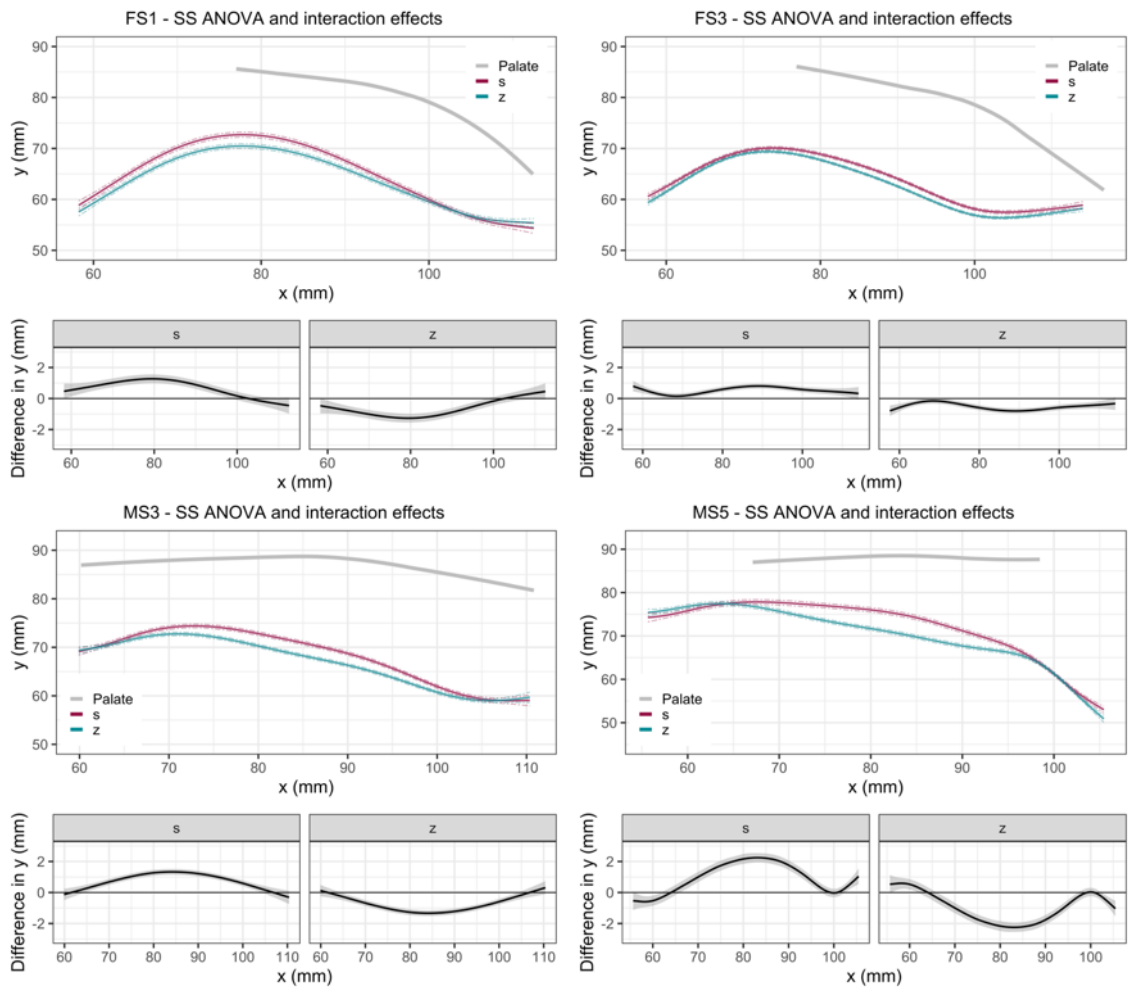 FS1 - SS ANOVA and interaction effects
90
80
70
60
50
y (mm)
Palate
s
z
60 80 100
x (mm)
s z
Difference in y (mm)
2
0
-2
60 80 100 60 80 100
x (mm)
FS3 - SS ANOVA and interaction effects
90
80
70
60
50
y (mm)
Palate
s
z
60 80 100
x (mm)
s z
Difference in y (mm)
2
0
-2
60 80 100 60 80 100
x (mm)
MS3 - SS ANOVA and interaction effects
90
80
70
60
50
y (mm)
Palate
s
z
60 70 80 90 100 110
x (mm)
s z
Difference in y (mm)
2
0
-2
60 70 80 90 100 110 60 70 80 90 100 110
x (mm)
MS5 - SS ANOVA and interaction effects
90
80
70
60
50
y (mm)
Palate
s
z
60 70 80 90 100
x (mm)
s z
Difference in y (mm)
2
0
-2
60 70 80 90 100 60 70 80 90 100
x (mm)